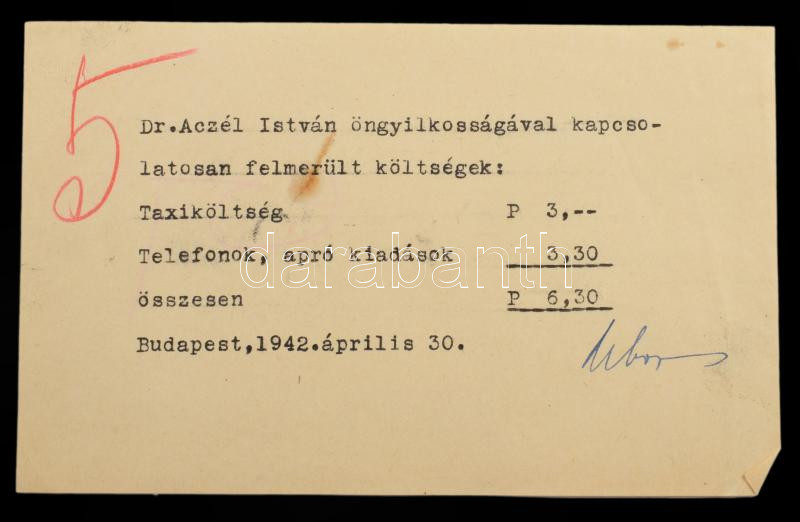 5
Dr.Aczél István öngyilkosságával kapcso-
latosan felmerült költségek:
Taxiköltség P 3,--
Telefonok, apró kiadások 3,30
összesen P 6,30
Budapest,1942.április 30.
darabanth